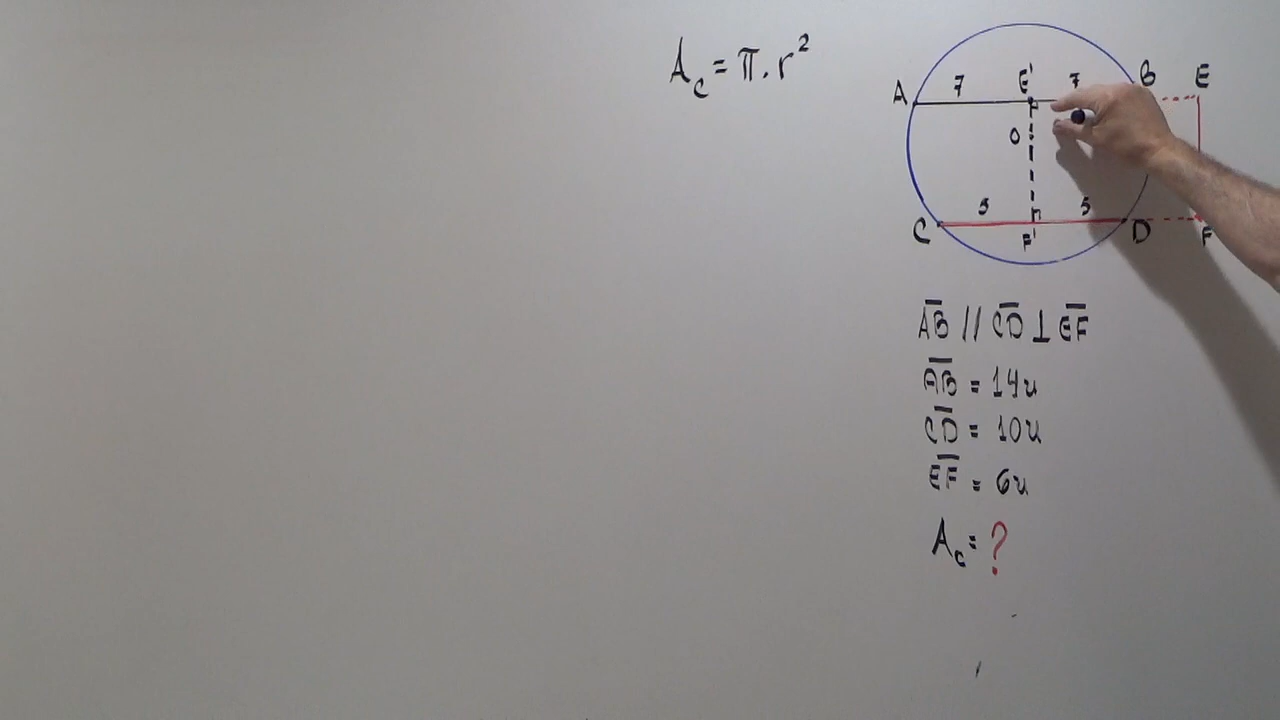 A_c = π . r²
A 7 E' 7 B E
O
C 5 F' 5 D F
AB // CD ⊥ EF
AB = 14u
CD = 10u
EF = 6u
A_c = ?